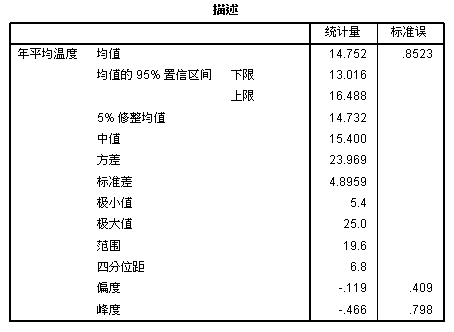 描述
统计量 标准误
年平均温度 均值 14.752 .8523
均值的 95% 置信区间 下限 13.016
上限 16.488
5% 修整均值 14.732
中值 15.400
方差 23.969
标准差 4.8959
极小值 5.4
极大值 25.0
范围 19.6
四分位距 6.8
偏度 -.119 .409
峰度 -.466 .798